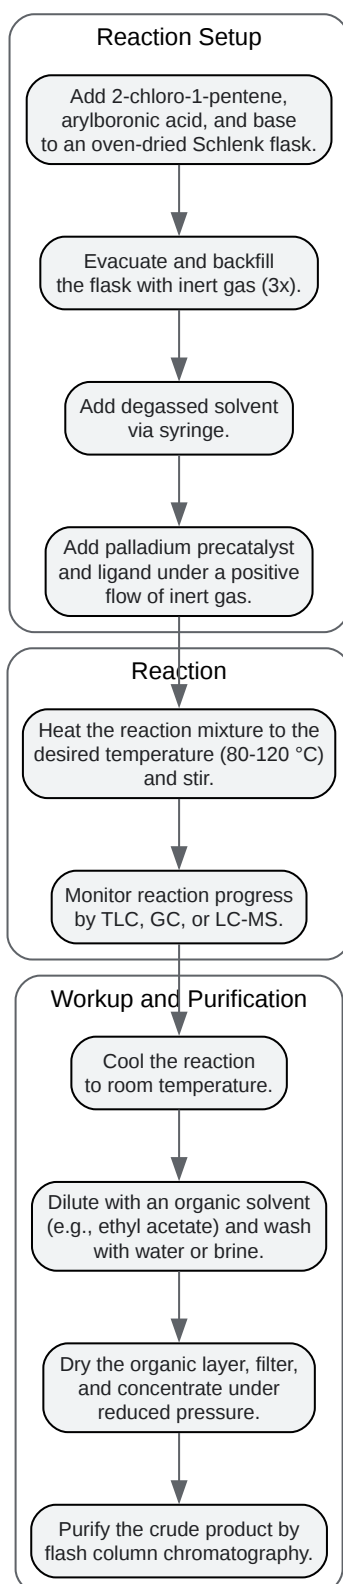 Reaction Setup
Add 2-chloro-1-pentene,
arylboronic acid, and base
to an oven-dried Schlenk flask.
Evacuate and backfill
the flask with inert gas (3x).
Add degassed solvent
via syringe.
Add palladium precatalyst
and ligand under a positive
flow of inert gas.
Reaction
Heat the reaction mixture to the
desired temperature (80-120 °C)
and stir.
Monitor reaction progress
by TLC, GC, or LC-MS.
Workup and Purification
Cool the reaction
to room temperature.
Dilute with an organic solvent
(e.g., ethyl acetate) and wash
with water or brine.
Dry the organic layer, filter,
and concentrate under
reduced pressure.
Purify the crude product by
flash column chromatography.